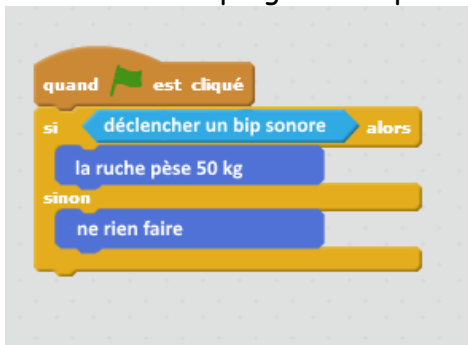 quand est cliqué
si déclencher un bip sonore alors
la ruche pèse 50 kg
sinon
ne rien faire